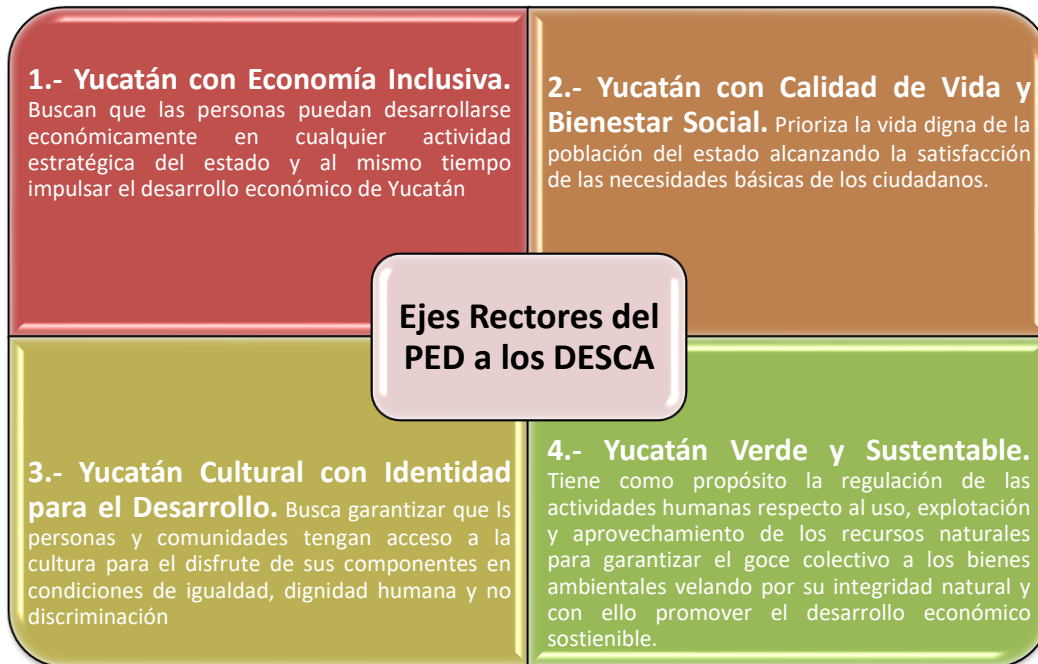 1.- Yucatán con Economía Inclusiva.
Buscan que las personas puedan desarrollarse
económicamente en cualquier actividad
estratégica del estado y al mismo tiempo
impulsar el desarrollo económico de Yucatán
2.- Yucatán con Calidad de Vida y
Bienestar Social. Prioriza la vida digna de la
población del estado alcanzando la satisfacción
de las necesidades básicas de los ciudadanos.
Ejes Rectores del
PED a los DESCA
3.- Yucatán Cultural con Identidad
para el Desarrollo. Busca garantizar que ls
personas y comunidades tengan acceso a la
cultura para el disfrute de sus componentes en
condiciones de igualdad, dignidad humana y no
discriminación
4.- Yucatán Verde y Sustentable.
Tiene como propósito la regulación de las
actividades humanas respecto al uso, explotación
y aprovechamiento de los recursos naturales
para garantizar el goce colectivo a los bienes
ambientales velando por su integridad natural y
con ello promover el desarrollo económico
sostenible.